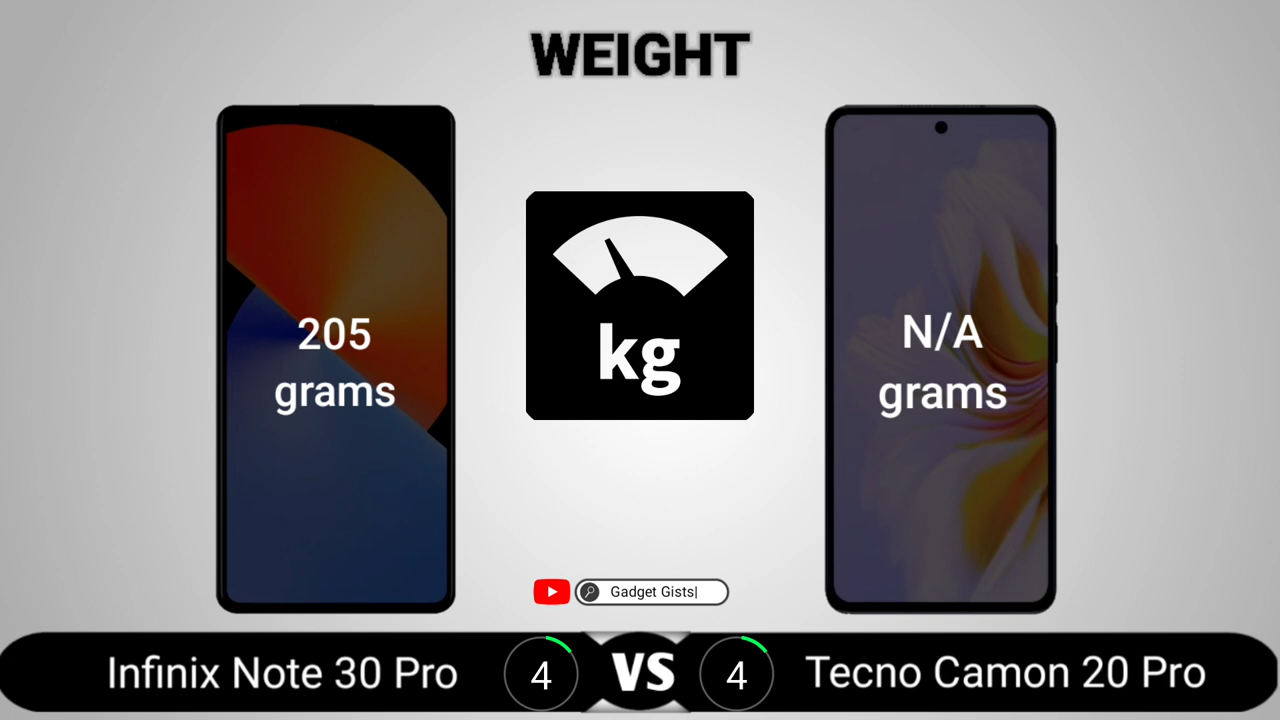 WEIGHT
205
grams
kg
N/A
grams
Gadget Gists|
Infinix Note 30 Pro
4
VS
4
Tecno Camon 20 Pro